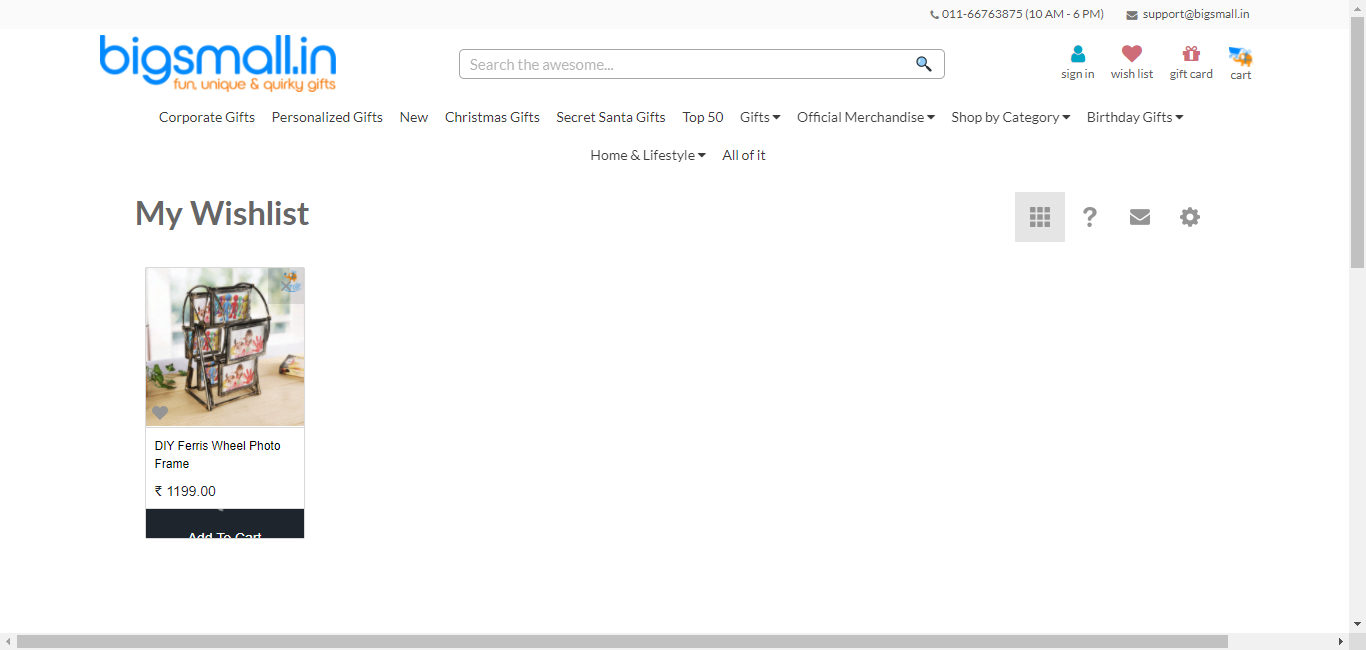 011-66763875 (10 AM - 6 PM) support@bigsmall.in
bigsmall.in
fun, unique & quirky gifts
Search the awesome...
sign in wish list gift card cart
Corporate Gifts Personalized Gifts New Christmas Gifts Secret Santa Gifts Top 50 Gifts Official Merchandise Shop by Category Birthday Gifts
Home & Lifestyle All of it
My Wishlist
?
DIY Ferris Wheel Photo
Frame
₹ 1199.00
Add To Cart